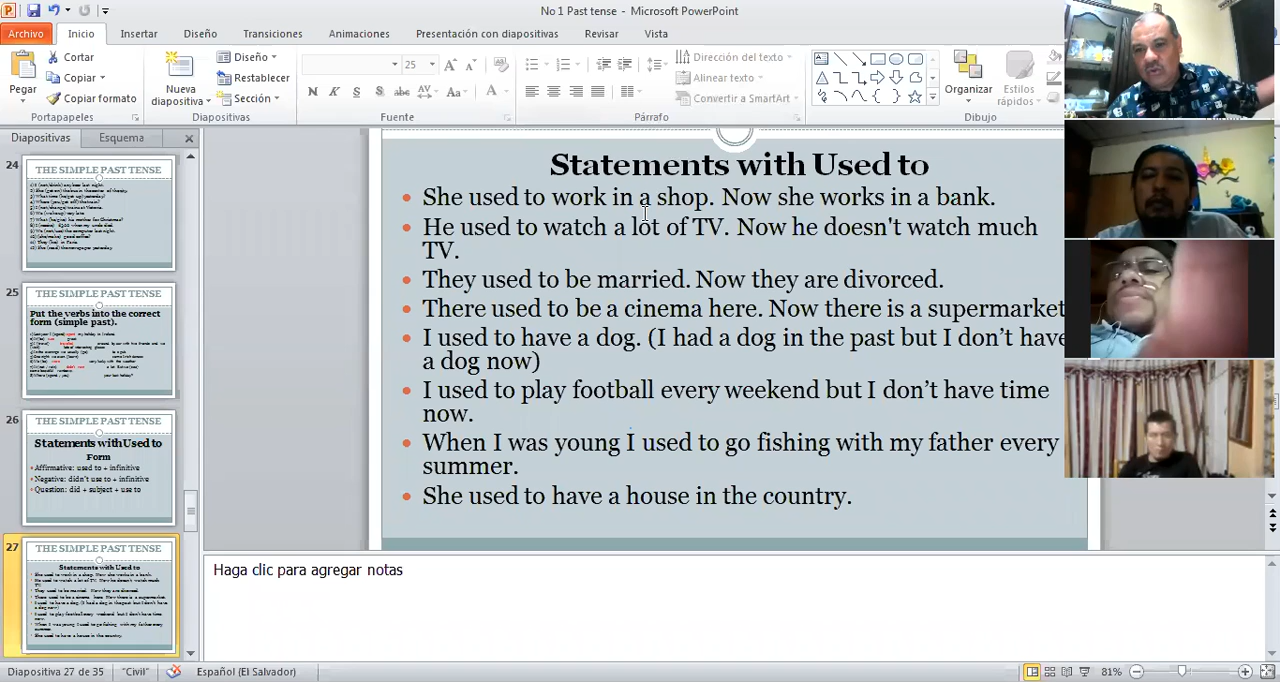 No 1 Past tense - Microsoft PowerPoint
Archivo Inicio Insertar Diseño Transiciones Animaciones Presentación con diapositivas Revisar Vista
Pegar
Cortar
Copiar
Copiar formato
Portapapeles
Nueva
diapositiva
Diseño
Restablecer
Sección
Diapositivas
25
N K S S abc AV Aa A
Fuente
Párrafo
Dirección del texto
Alinear texto
Convertir a SmartArt
Organizar
Estilos
rápidos
Dibujo
Diapositivas Esquema
24
THE SIMPLE PAST TENSE
25
THE SIMPLE PAST TENSE
Put the verbs into the correct
form (simple past).
26
THE SIMPLE PAST TENSE
Statements with Used to
Form
Affirmative: used to + infinitive
Negative: didn't use to + infinitive
Question: did + subject + use to
27
THE SIMPLE PAST TENSE
Statements with Used to
Statements with Used to
• She used to work in a shop. Now she works in a bank.
• He used to watch a lot of TV. Now he doesn't watch much
TV.
• They used to be married. Now they are divorced.
• There used to be a cinema here. Now there is a supermarket
• I used to have a dog. (I had a dog in the past but I don't have
a dog now)
• I used to play football every weekend but I don't have time
now.
• When I was young I used to go fishing with my father every
summer.
• She used to have a house in the country.
Haga clic para agregar notas
Diapositiva 27 de 35 "Civil" Español (El Salvador) 81%